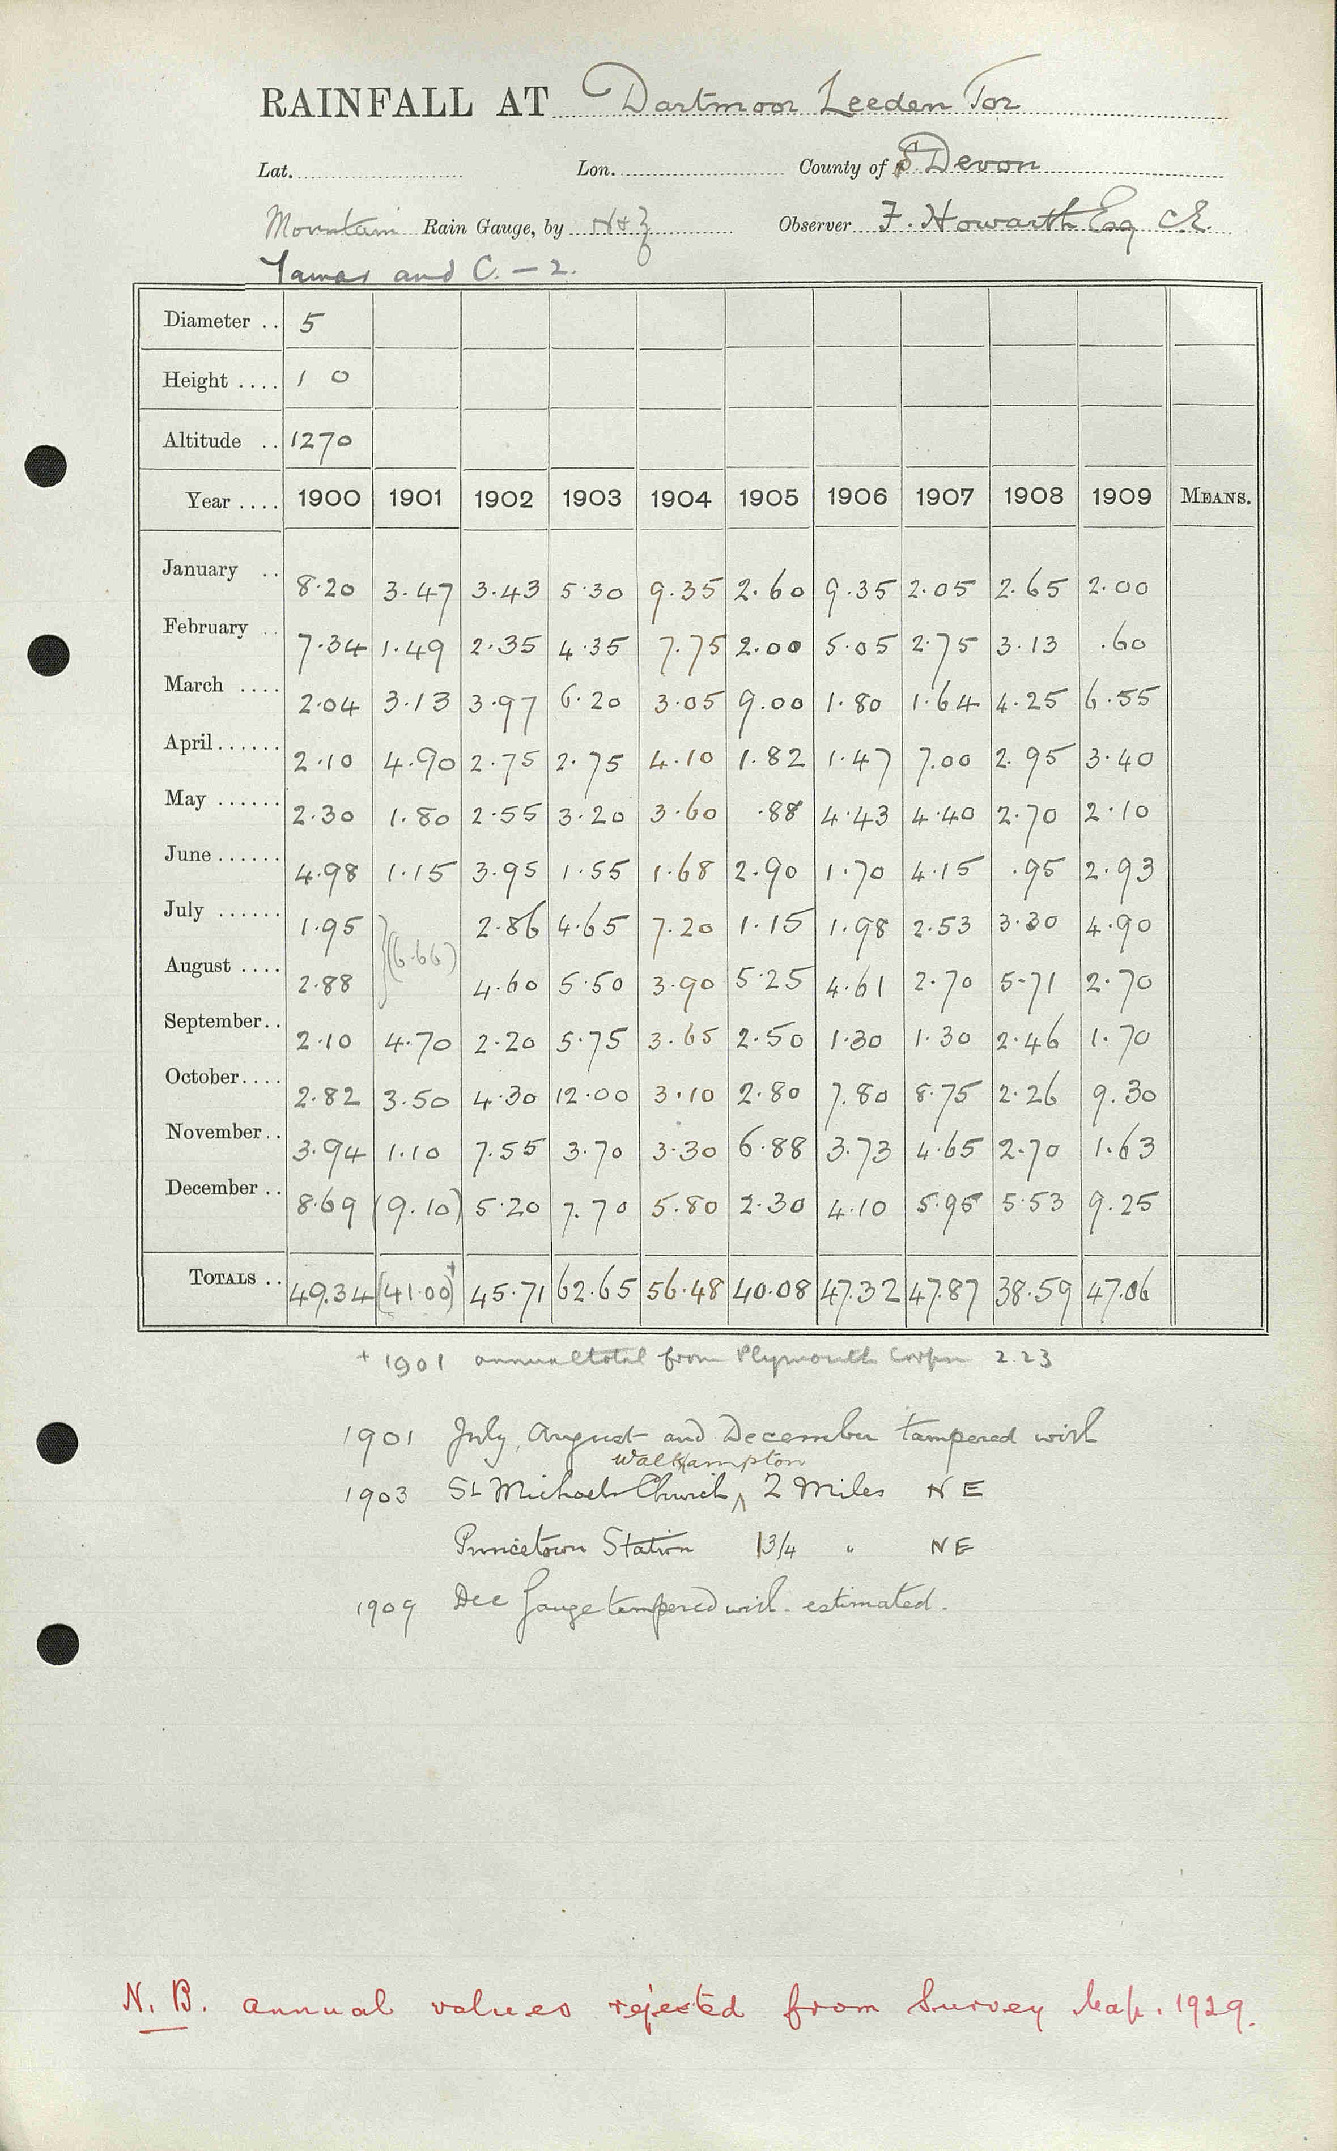 RAINFALL AT Dartmoor Leeden Tor
Lat. Lon. County of S Devon
Mountain Rain Gauge, by N & Z Observer F. Howarth Esq C.E.
Tamar and C. — 2.
Diameter .. 5
Height .... 1 0
Altitude .. 1270
Year .... 1900 1901 1902 1903 1904 1905 1906 1907 1908 1909 MEANS.
January .. 8.20 3.47 3.43 5.30 9.35 2.60 9.35 2.05 2.65 2.00
February .. 7.34 1.49 2.35 4.35 7.75 2.00 5.05 2.75 3.13 .60
March .... 2.04 3.13 3.97 6.20 3.05 9.00 1.80 1.64 4.25 6.55
April...... 2.10 4.90 2.75 2.75 4.10 1.82 1.47 7.00 2.95 3.40
May ...... 2.30 1.80 2.55 3.20 3.60 .88 4.43 4.40 2.70 2.10
June...... 4.98 1.15 3.95 1.55 1.68 2.90 1.70 4.15 .95 2.93
July ...... 1.95 2.86 4.65 7.20 1.15 1.98 2.53 3.30 4.90
(6.66)
August .... 2.88 4.60 5.50 3.90 5.25 4.61 2.70 5.71 2.70
September.. 2.10 4.70 2.20 5.75 3.65 2.50 1.30 1.30 2.46 1.70
October.... 2.82 3.50 4.30 12.00 3.10 2.80 7.80 8.75 2.26 9.30
November.. 3.94 1.10 7.55 3.70 3.30 6.88 3.73 4.65 2.70 1.63
December .. 8.69 (9.10) 5.20 7.70 5.80 2.30 4.10 5.95 5.53 9.25
TOTALS .. 49.34 (41.00)+ 45.71 62.65 56.48 40.08 47.32 47.87 38.59 47.06
+ 1901 annual total from Plymouth Corpn 2.23
1901 July, August and December tampered with
Walkhampton
1903 St Michaels Church ∧ 2 Miles N E
Princetown Station 1 3/4 " NE
1909 Dec Gauge tampered with. estimated.
N.B. annual values rejected from Survey Map. 1929.